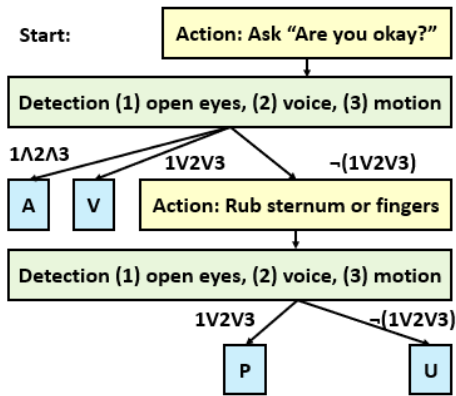 Start:
Action: Ask “Are you okay?”
Detection (1) open eyes, (2) voice, (3) motion
1Λ2Λ3
1V2V3
¬(1V2V3)
A
V
Action: Rub sternum or fingers
Detection (1) open eyes, (2) voice, (3) motion
1V2V3
¬(1V2V3)
P
U